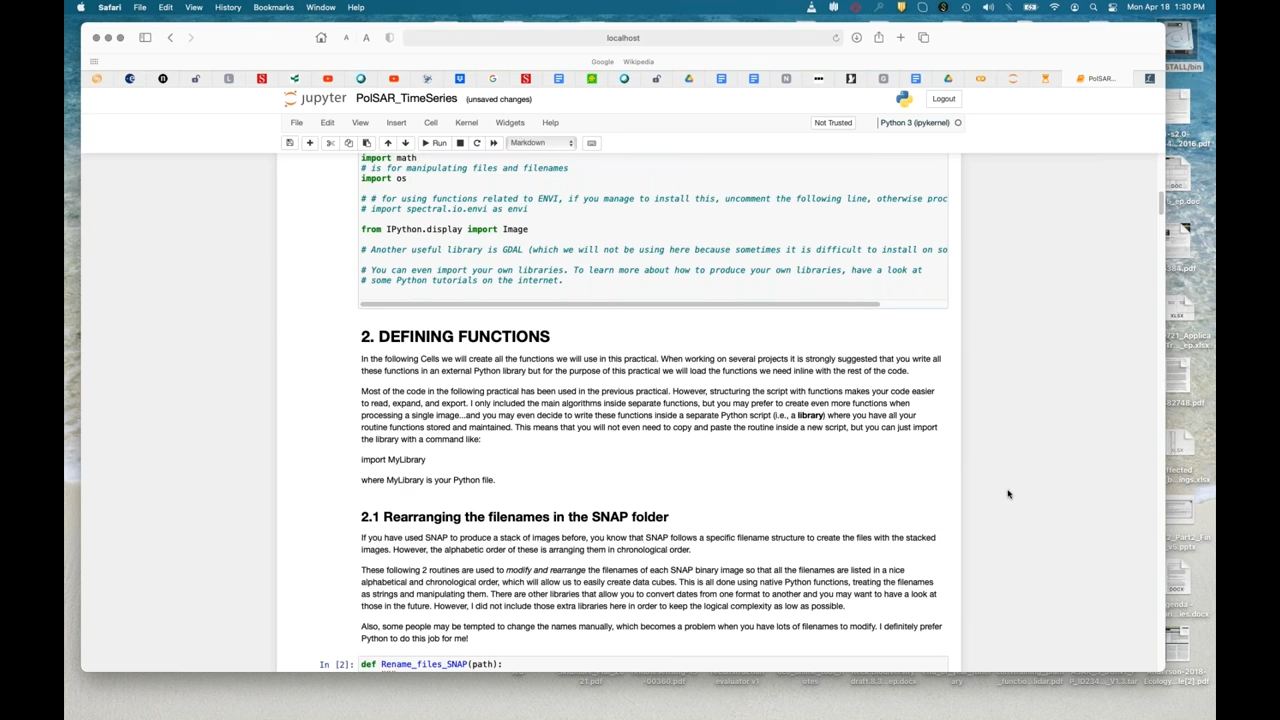 Safari File Edit View History Bookmarks Window Help
Mon Apr 18 1:30 PM
A A
localhost
Google Wikipedia
PolSAR...
jupyter PolSAR_TimeSeries (unsaved changes)
Logout
File Edit View Insert Cell Kernel Widgets Help
Not Trusted
Python 3 (ipykernel)
Run
Markdown
import math
# is for manipulating files and filenames
import os
# # for using functions related to ENVI, if you manage to install this, uncomment the following line, otherwise proc
# import spectral.io.envi as envi
from IPython.display import Image
# Another useful library is GDAL (which we will not be using here because sometimes it is difficult to install on so
# You can even import your own libraries. To learn more about how to produce your own libraries, have a look at
# some Python tutorials on the internet.
2. DEFINING FUNCTIONS
In the following Cells we will create all the functions we will use in this practical. When working on several projects it is strongly suggested that you write all
these functions in an external Python library but for the purpose of this practical we will load the functions we need inline with the rest of the code.
Most of the code in the following practical has been used in the previous practical. However, structuring the script with functions makes your code easier
to read, expand, and export. I only included the main algorithms inside separate functions, but you may prefer to create even more functions when
processing a single image...and you may even decide to write these functions inside a separate Python script (i.e., a library) where you have all your
routine functions stored and maintained. This means that you will not even need to copy and paste the routine inside a new script, but you can just import
the library with a command like:
import MyLibrary
where MyLibrary is your Python file.
2.1 Rearranging the filenames in the SNAP folder
If you have used SNAP to produce a stack of images before, you know that SNAP follows a specific filename structure to create the files with the stacked
images. However, the alphabetic order of these is arranging them in chronological order.
These following 2 routines are used to modify and rearrange the filenames of each SNAP binary image so that all the filenames are listed in a nice
alphabetical and chronological order, which will allow us to easily create data cubes. This is all done using native Python functions, treating the filenames
as strings and manipulating them. There are other libraries that allow you to convert dates from one format to another and you may want to have a look at
those in the future. However, I did not include those extra libraries here in order to keep the logical complexity as low as possible.
Also, some people may be tempted to change the names manually, which becomes a problem when you have lots of filenames to modify. I definitely prefer
Python to do this job for me!
In [2]: def Rename_files_SNAP(path):